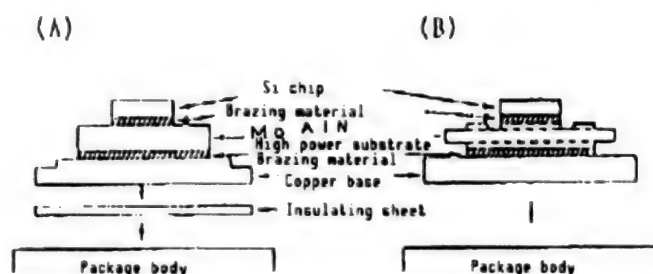 (A)
(B)
Si chip
Brazing material
Mo AlN
High power substrate
Brazing material
Copper base
Insulating sheet
Package body
Package body